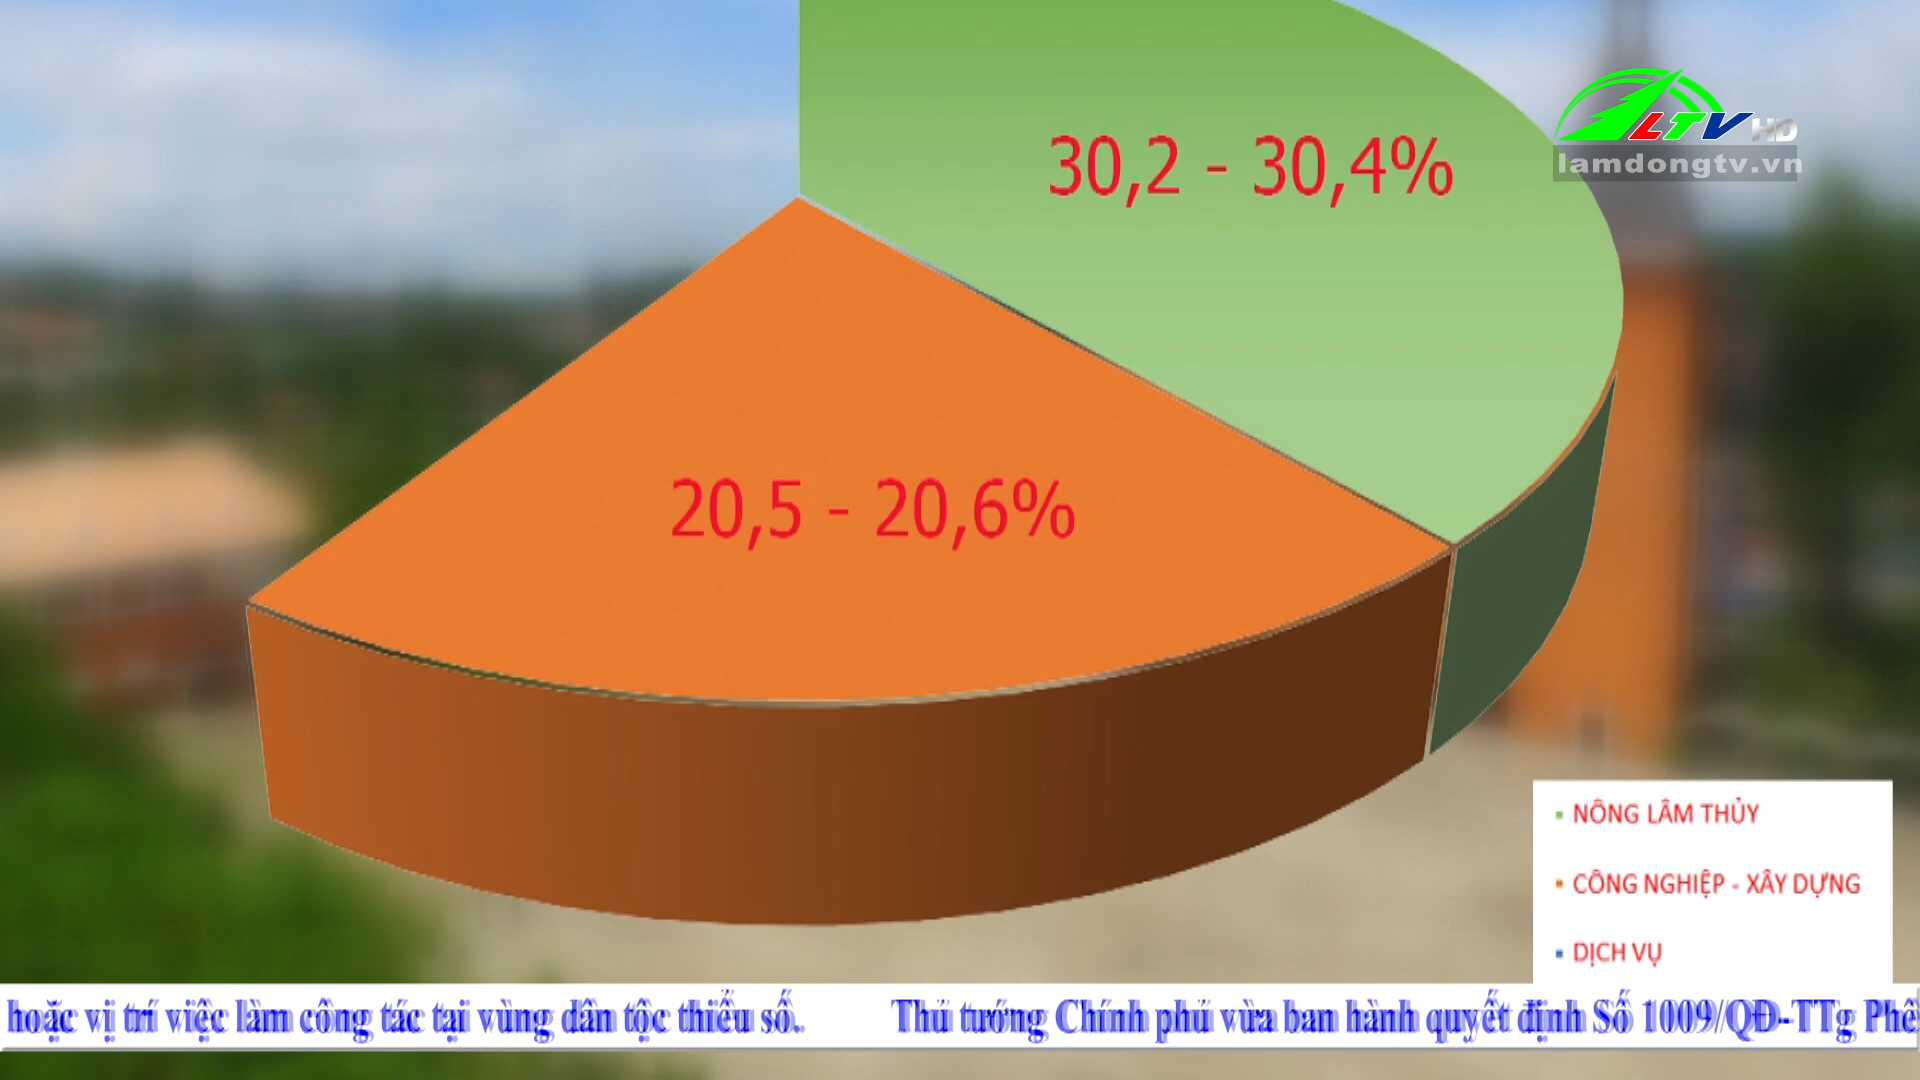 LTV HD
lamdongtv.vn
30,2 - 30,4%
20,5 - 20,6%
NÔNG LÂM THỦY
CÔNG NGHIỆP - XÂY DỰNG
DỊCH VỤ
hoặc vị trí việc làm công tác tại vùng dân tộc thiểu số. Thủ tướng Chính phủ vừa ban hành quyết định Số 1009/QĐ-TTg Phê